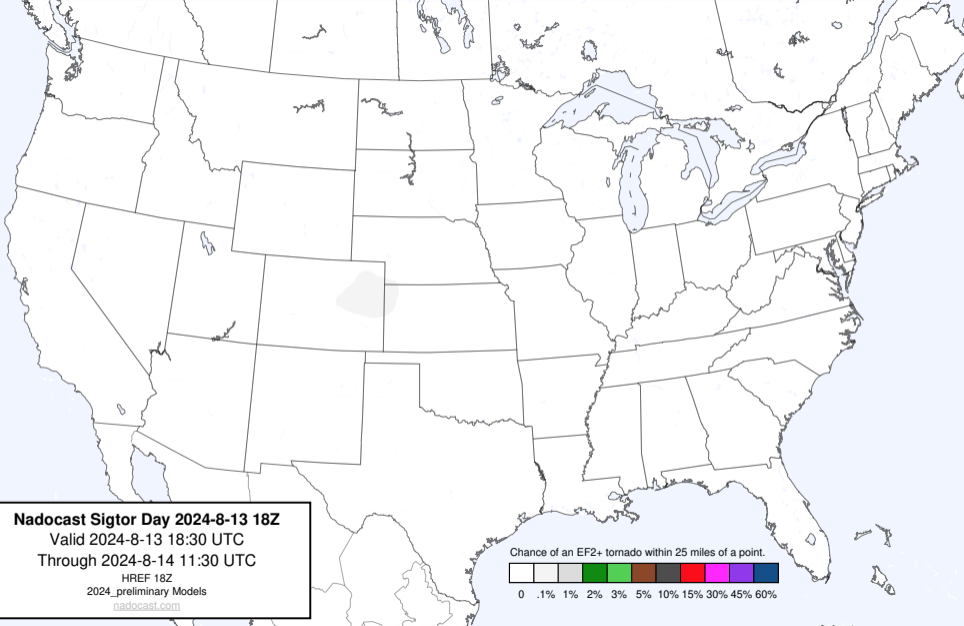 Nadocast Sigtor Day 2024-8-13 18Z
Valid 2024-8-13 18:30 UTC
Through 2024-8-14 11:30 UTC
HREF 18Z
2024_preliminary Models
nadocast.com
Chance of an EF2+ tornado within 25 miles of a point.
0 .1% 1% 2% 3% 5% 10% 15% 30% 45% 60%